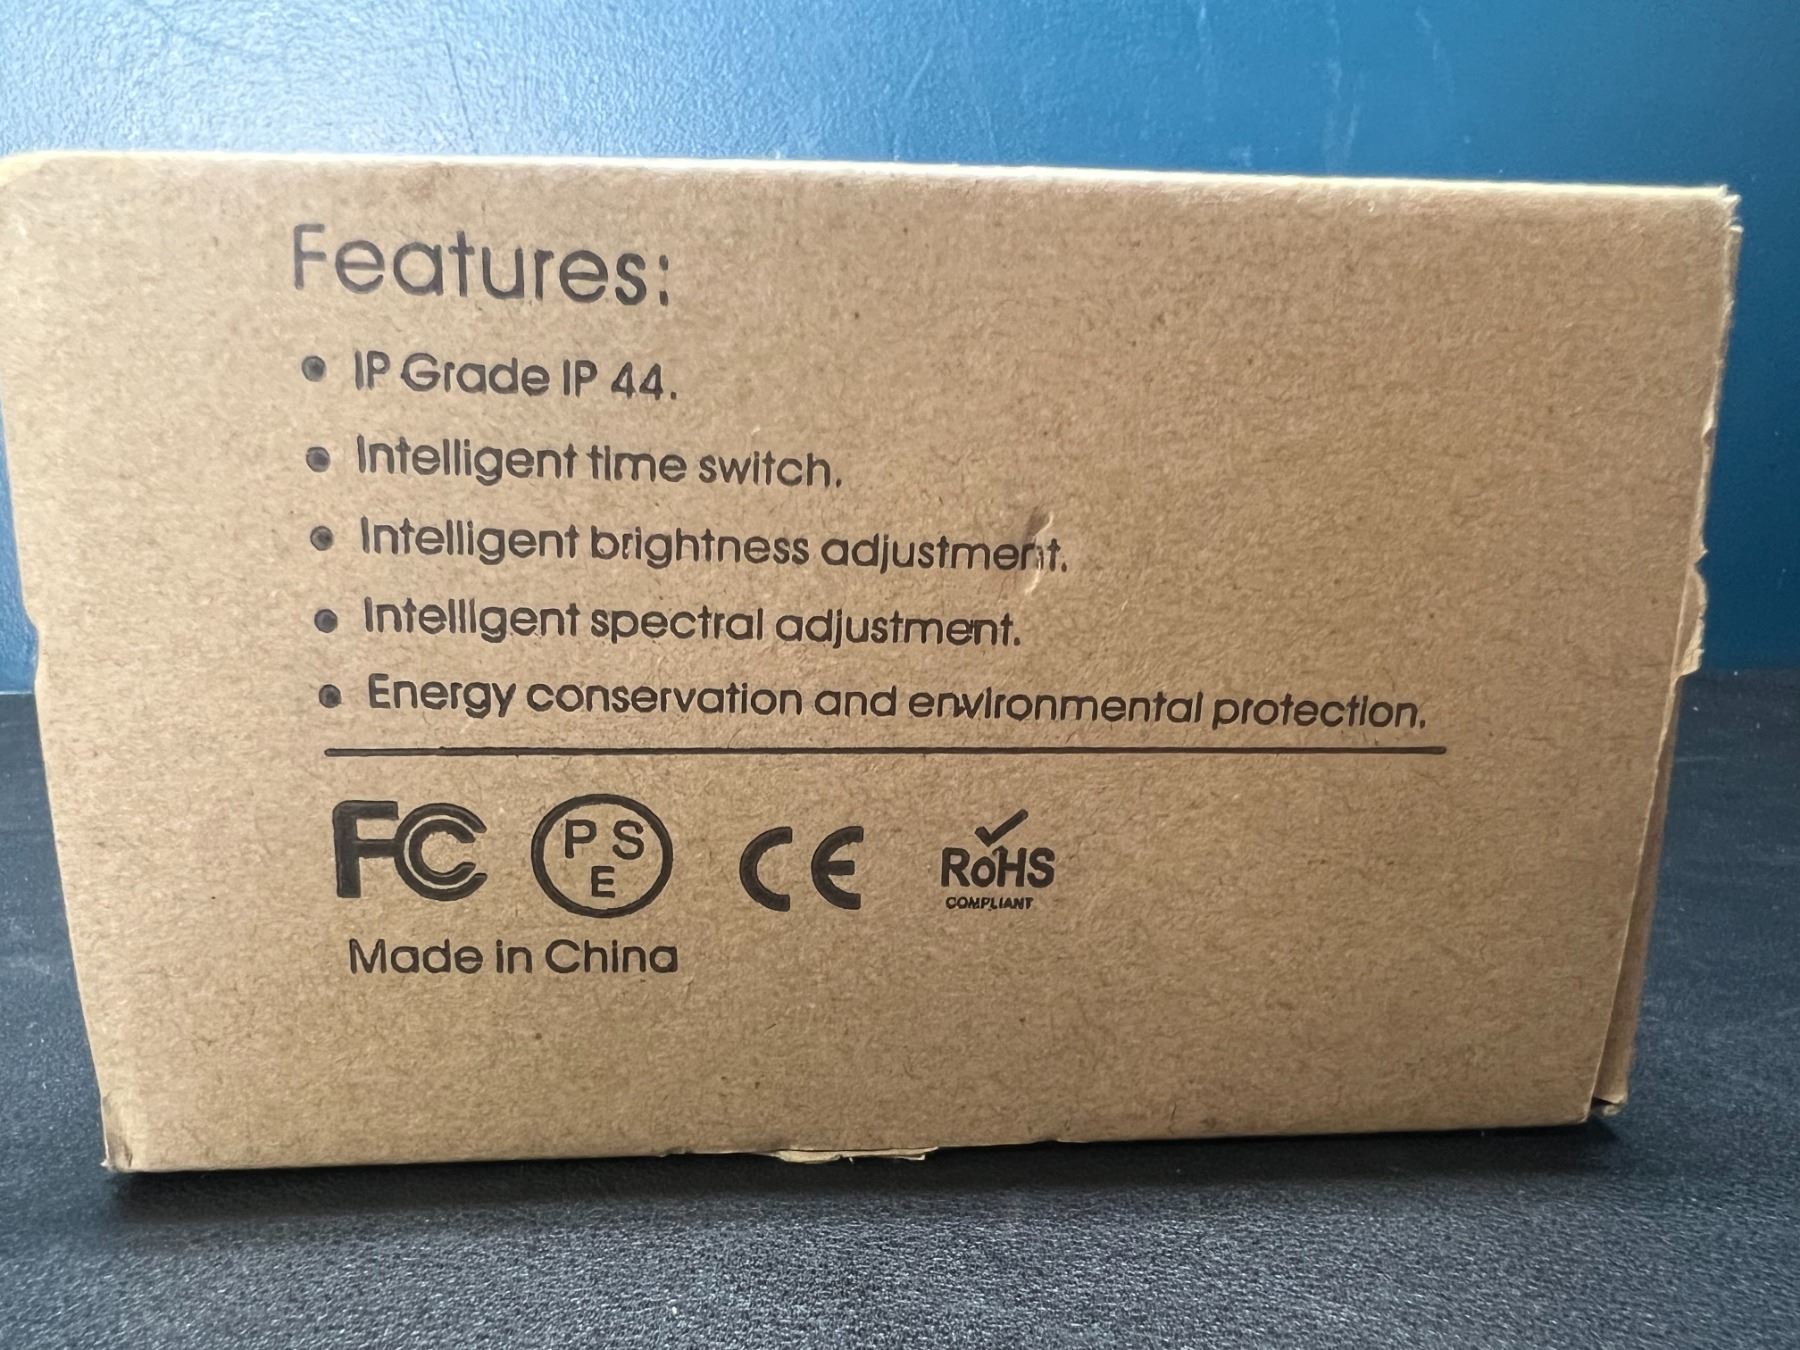 Features:
• IP Grade IP 44.
• Intelligent time switch.
• Intelligent brightness adjustment.
• Intelligent spectral adjustment.
• Energy conservation and environmental protection.
FC PSE CE RoHS
COMPLIANT
Made in China